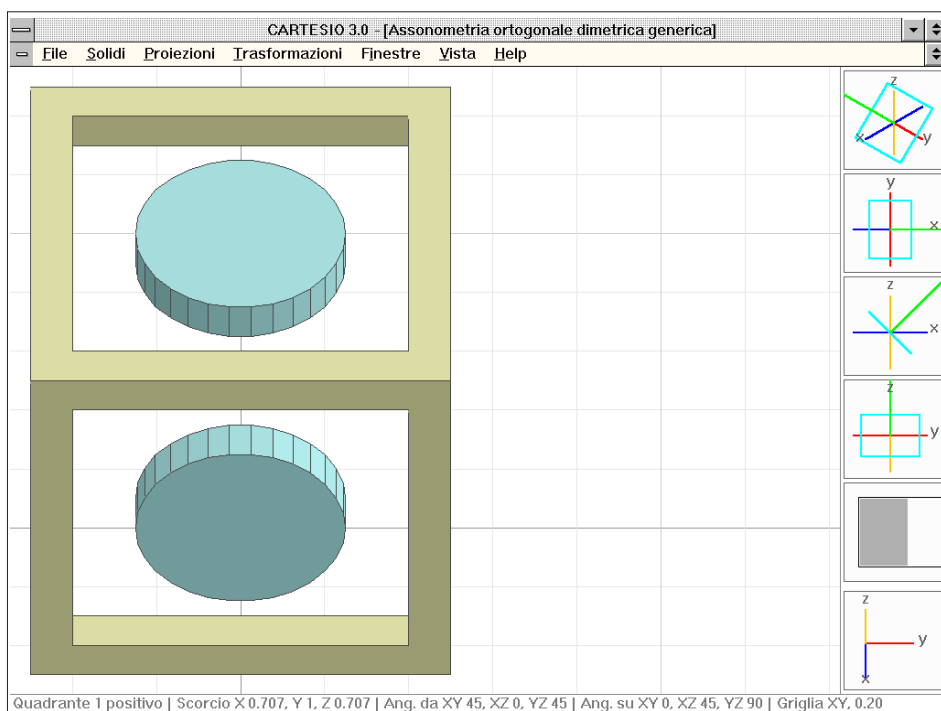 CARTESIO 3.0 - [Assonometria ortogonale dimetrica generica]
File Solidi Proiezioni Trasformazioni Finestre Vista Help
z
x y
y
x
z
x
z
y
z
y
x
Quadrante 1 positivo | Scorcio X 0.707, Y 1, Z 0.707 | Ang. da XY 45, XZ 0, YZ 45 | Ang. su XY 0, XZ 45, YZ 90 | Griglia XY, 0.20